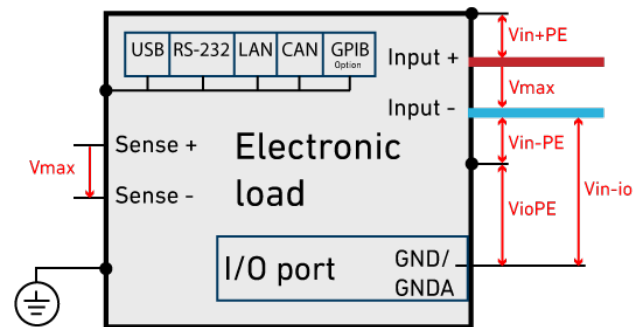 USB RS-232 LAN CAN GPIB
Option
Input +
Input -
Vin+PE
Vmax
Vin-PE
Vin-io
VioPE
Sense +
Sense -
Vmax
Electronic
load
I/O port
GND/
GNDA